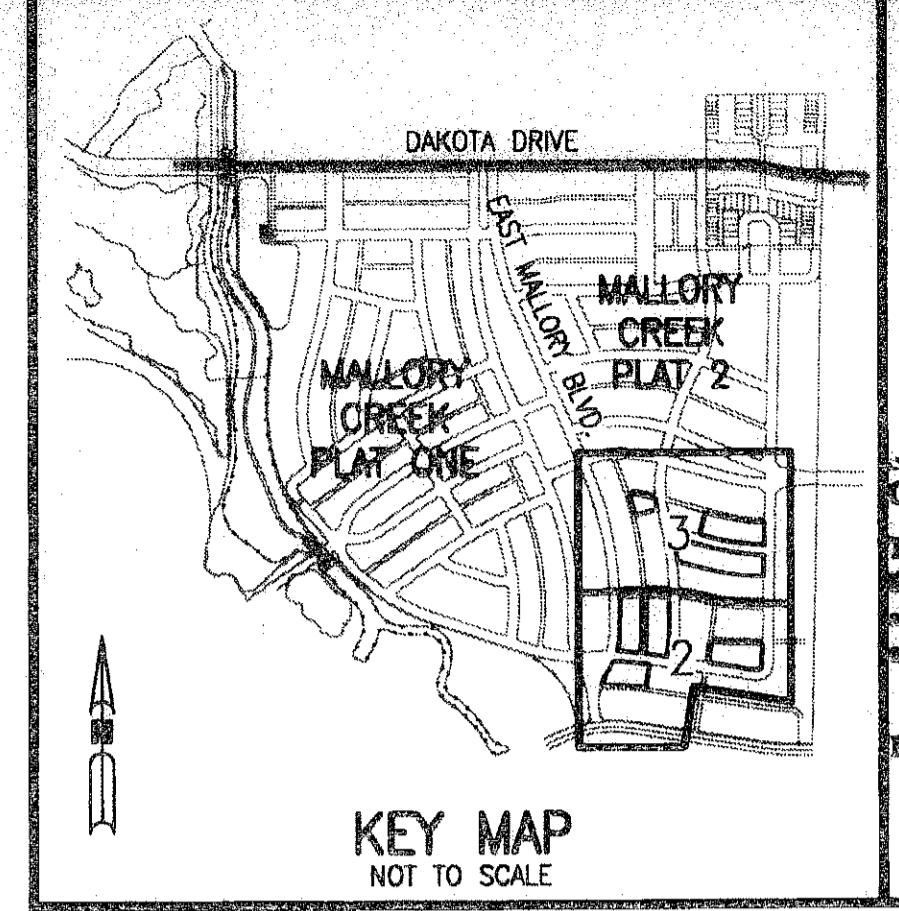 DAKOTA DRIVE
EAST MALLORY BLVD.
MALLORY
CREEK
PLAT 2
MALLORY
CREEK
PLAT ONE
3
2
KEY MAP
NOT TO SCALE